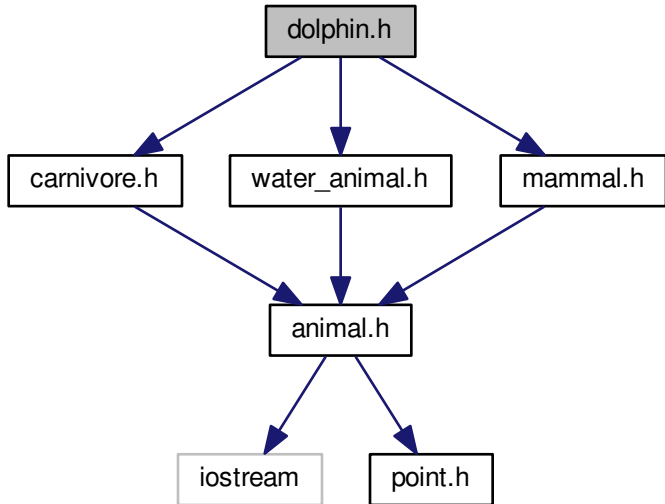 dolphin.h
carnivore.h
water_animal.h
mammal.h
animal.h
iostream
point.h